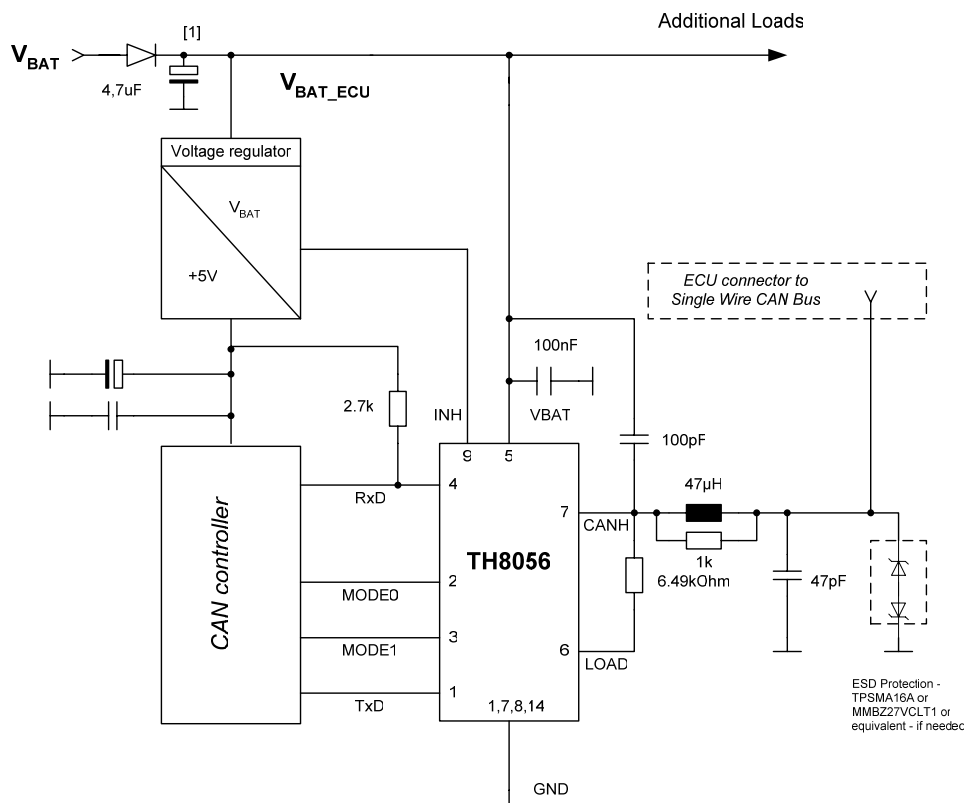 Additional Loads
[1]
V_BAT
4,7uF
V_BAT_ECU
Voltage regulator
V_BAT
+5V
ECU connector to
Single Wire CAN Bus
100nF
2.7k
INH
VBAT
9
5
100pF
RxD
4
47µH
7
CANH
CAN controller
TH8056
1k
6.49kOhm
47pF
MODE0
2
MODE1
3
6
LOAD
TxD
1
1,7,8,14
ESD Protection -
TPSMA16A or
MMBZ27VCLT1 or
equivalent - if needed
GND